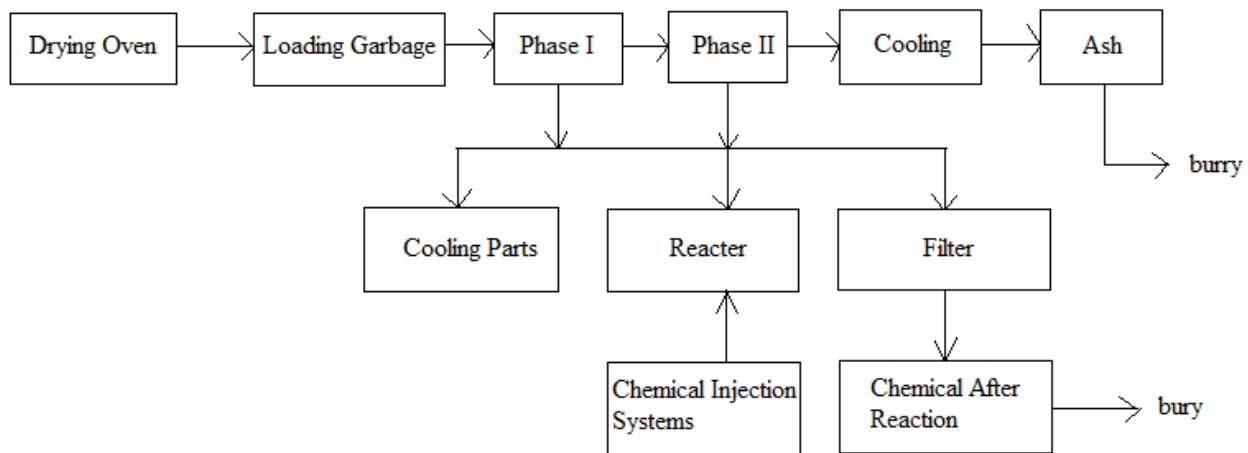 Drying Oven
Loading Garbage
Phase I
Phase II
Cooling
Ash
burry
Cooling Parts
Reacter
Filter
Chemical Injection
Systems
Chemical After
Reaction
bury